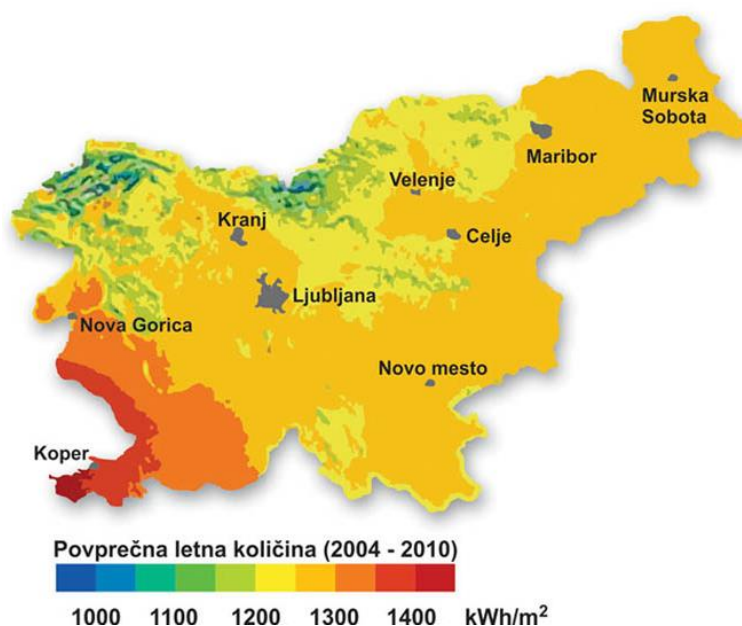 Murska
Sobota
Maribor
Velenje
Kranj
Celje
Ljubljana
Nova Gorica
Novo mesto
Koper
Povprečna letna količina (2004 - 2010)
1000 1100 1200 1300 1400 kWh/m²